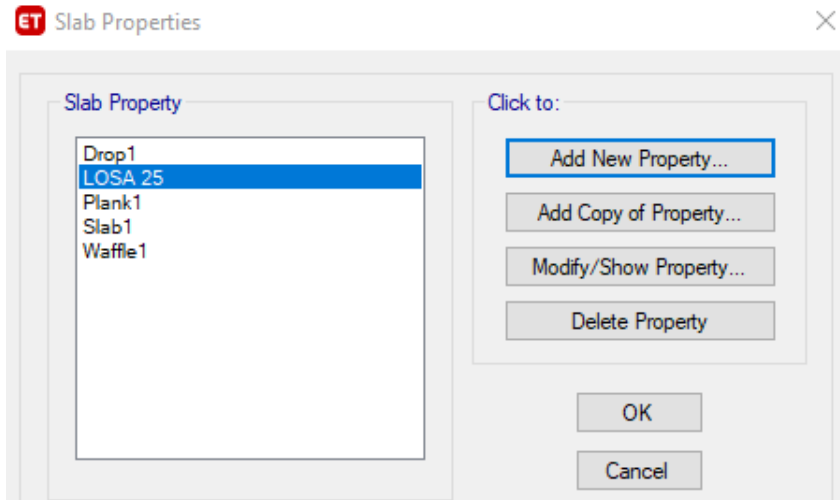 ET Slab Properties
Slab Property
Drop1
LOSA 25
Plank1
Slab1
Waffle1
Click to:
Add New Property...
Add Copy of Property...
Modify/Show Property...
Delete Property
OK
Cancel